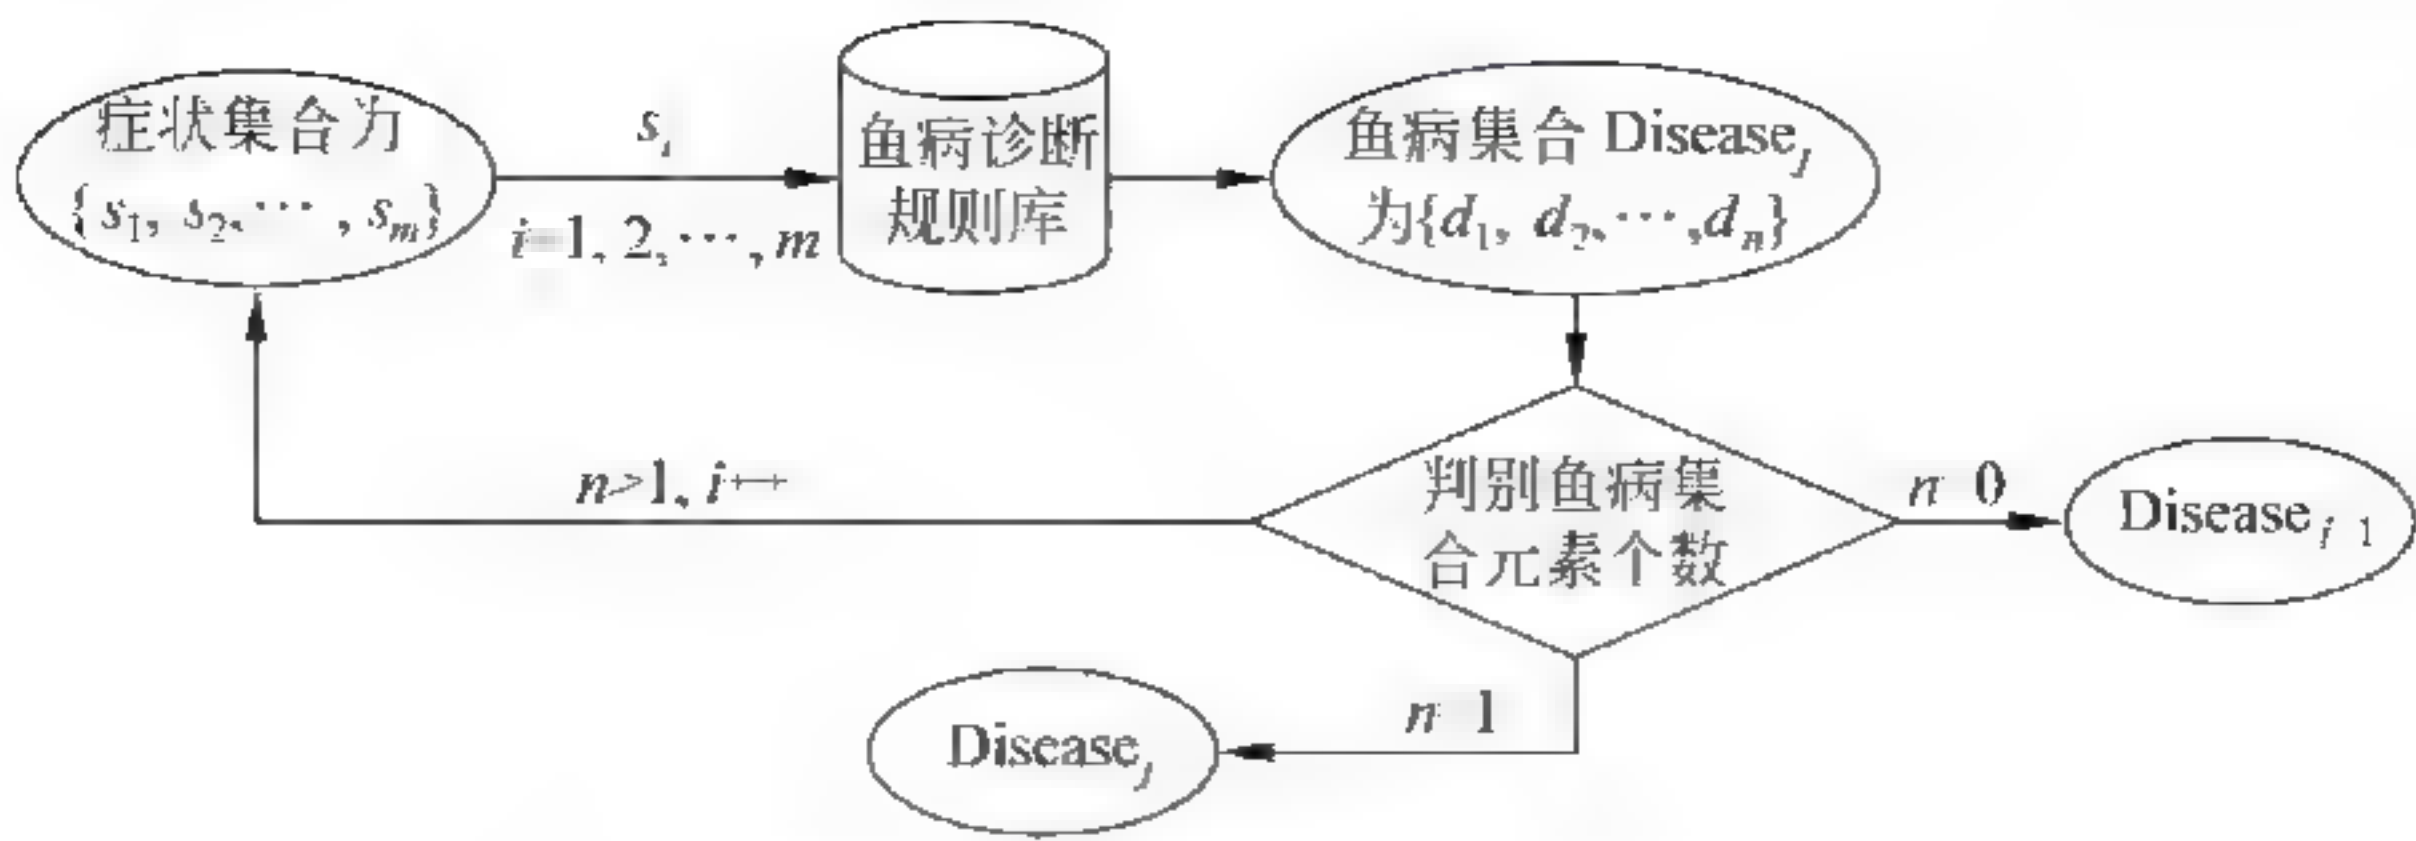 症状集合为
{s₁, s₂, ⋯, sₘ}
sᵢ
i=1, 2, ⋯, m
鱼病诊断
规则库
鱼病集合 Diseaseⱼ
为{d₁, d₂, ⋯, dₙ}
n>1, i
判别鱼病集
合元素个数
n 0
Disease
n 1
Diseaseⱼ